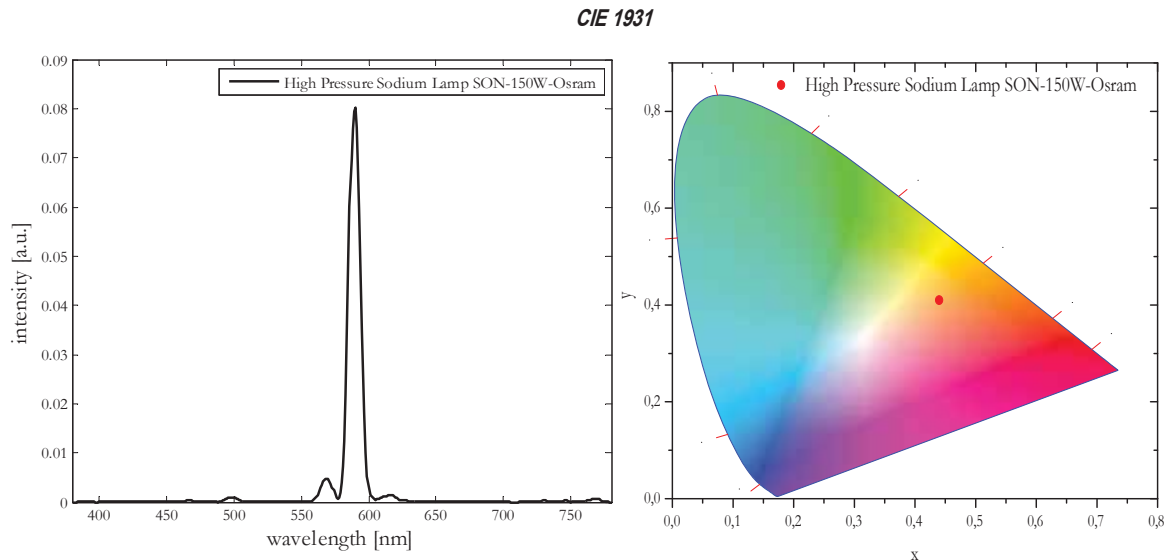 CIE 1931
0.09
0.08
0.07
0.06
0.05
0.04
0.03
0.02
0.01
0
intensity [a.u.]
High Pressure Sodium Lamp SON-150W-Osram
400 450 500 550 600 650 700 750
wavelength [nm]
High Pressure Sodium Lamp SON-150W-Osram
0,8
0,6
0,4
0,2
0,0
y
0,0 0,1 0,2 0,3 0,4 0,5 0,6 0,7 0,8
x